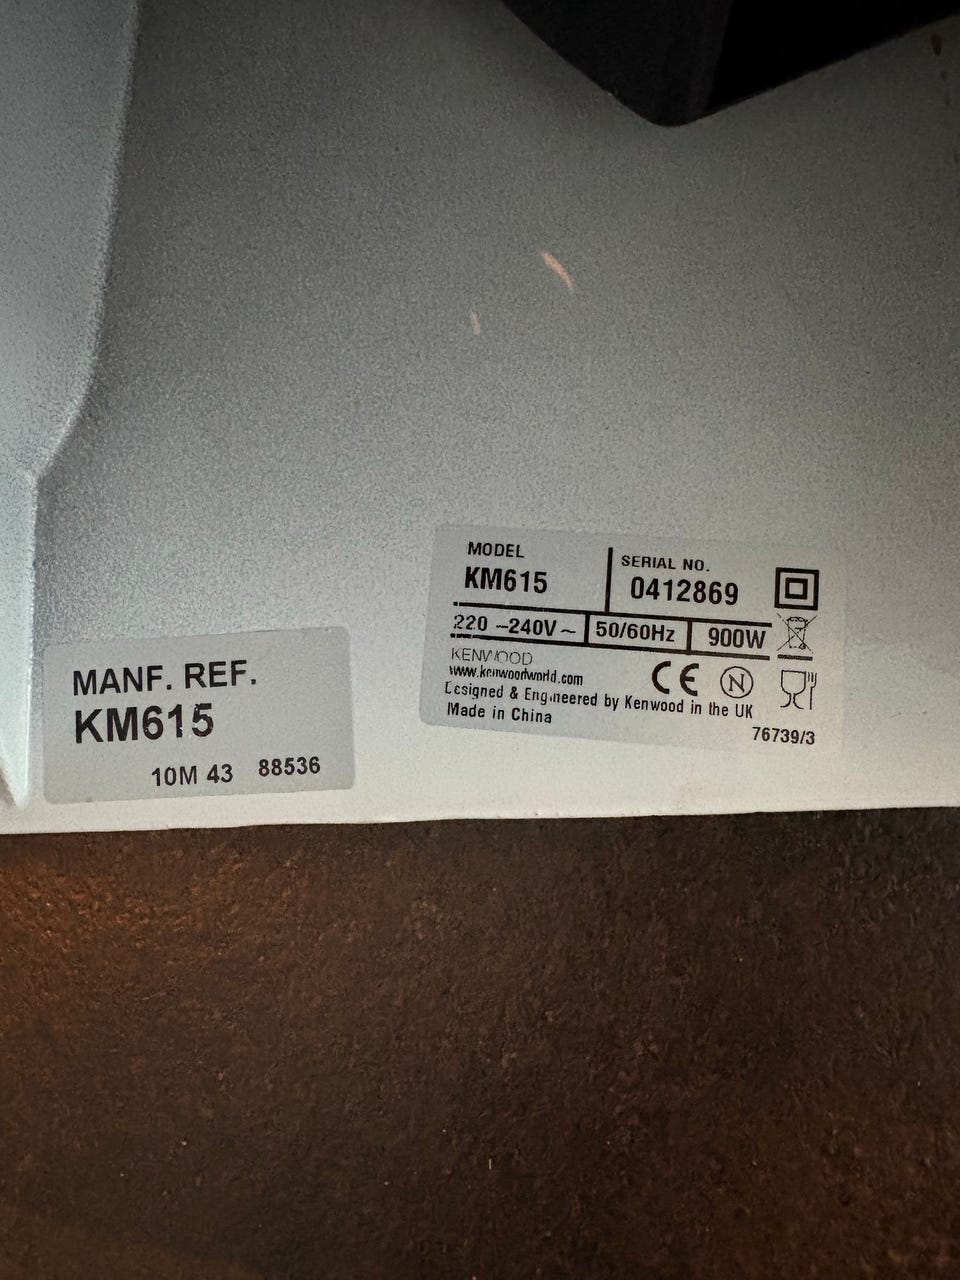 MODEL
KM615
SERIAL NO.
0412869
220 –240V ~ 50/60Hz 900W
KENWOOD
www.kenwoodworld.com
Designed & Engineered by Kenwood in the UK
Made in China
CE N
76739/3
MANF. REF.
KM615
10M 43 88536